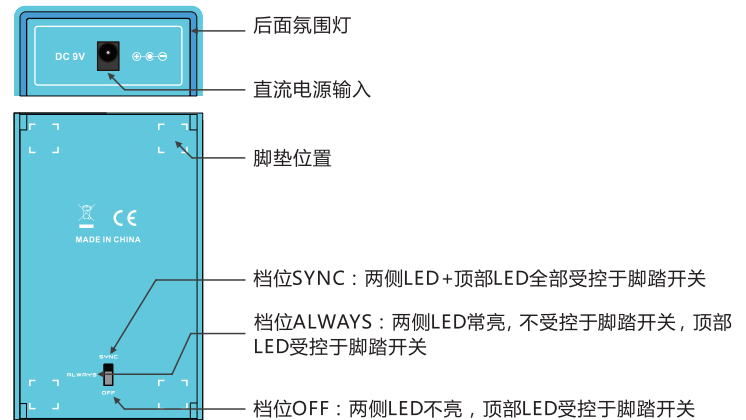 后面氛围灯
DC 9V
直流电源输入
脚垫位置
CE
MADE IN CHINA
档位SYNC：两侧LED+顶部LED全部受控于脚踏开关
档位ALWAYS：两侧LED常亮, 不受控于脚踏开关，顶部
LED受控于脚踏开关
SYNC
ALWAYS
OFF
档位OFF：两侧LED不亮，顶部LED受控于脚踏开关